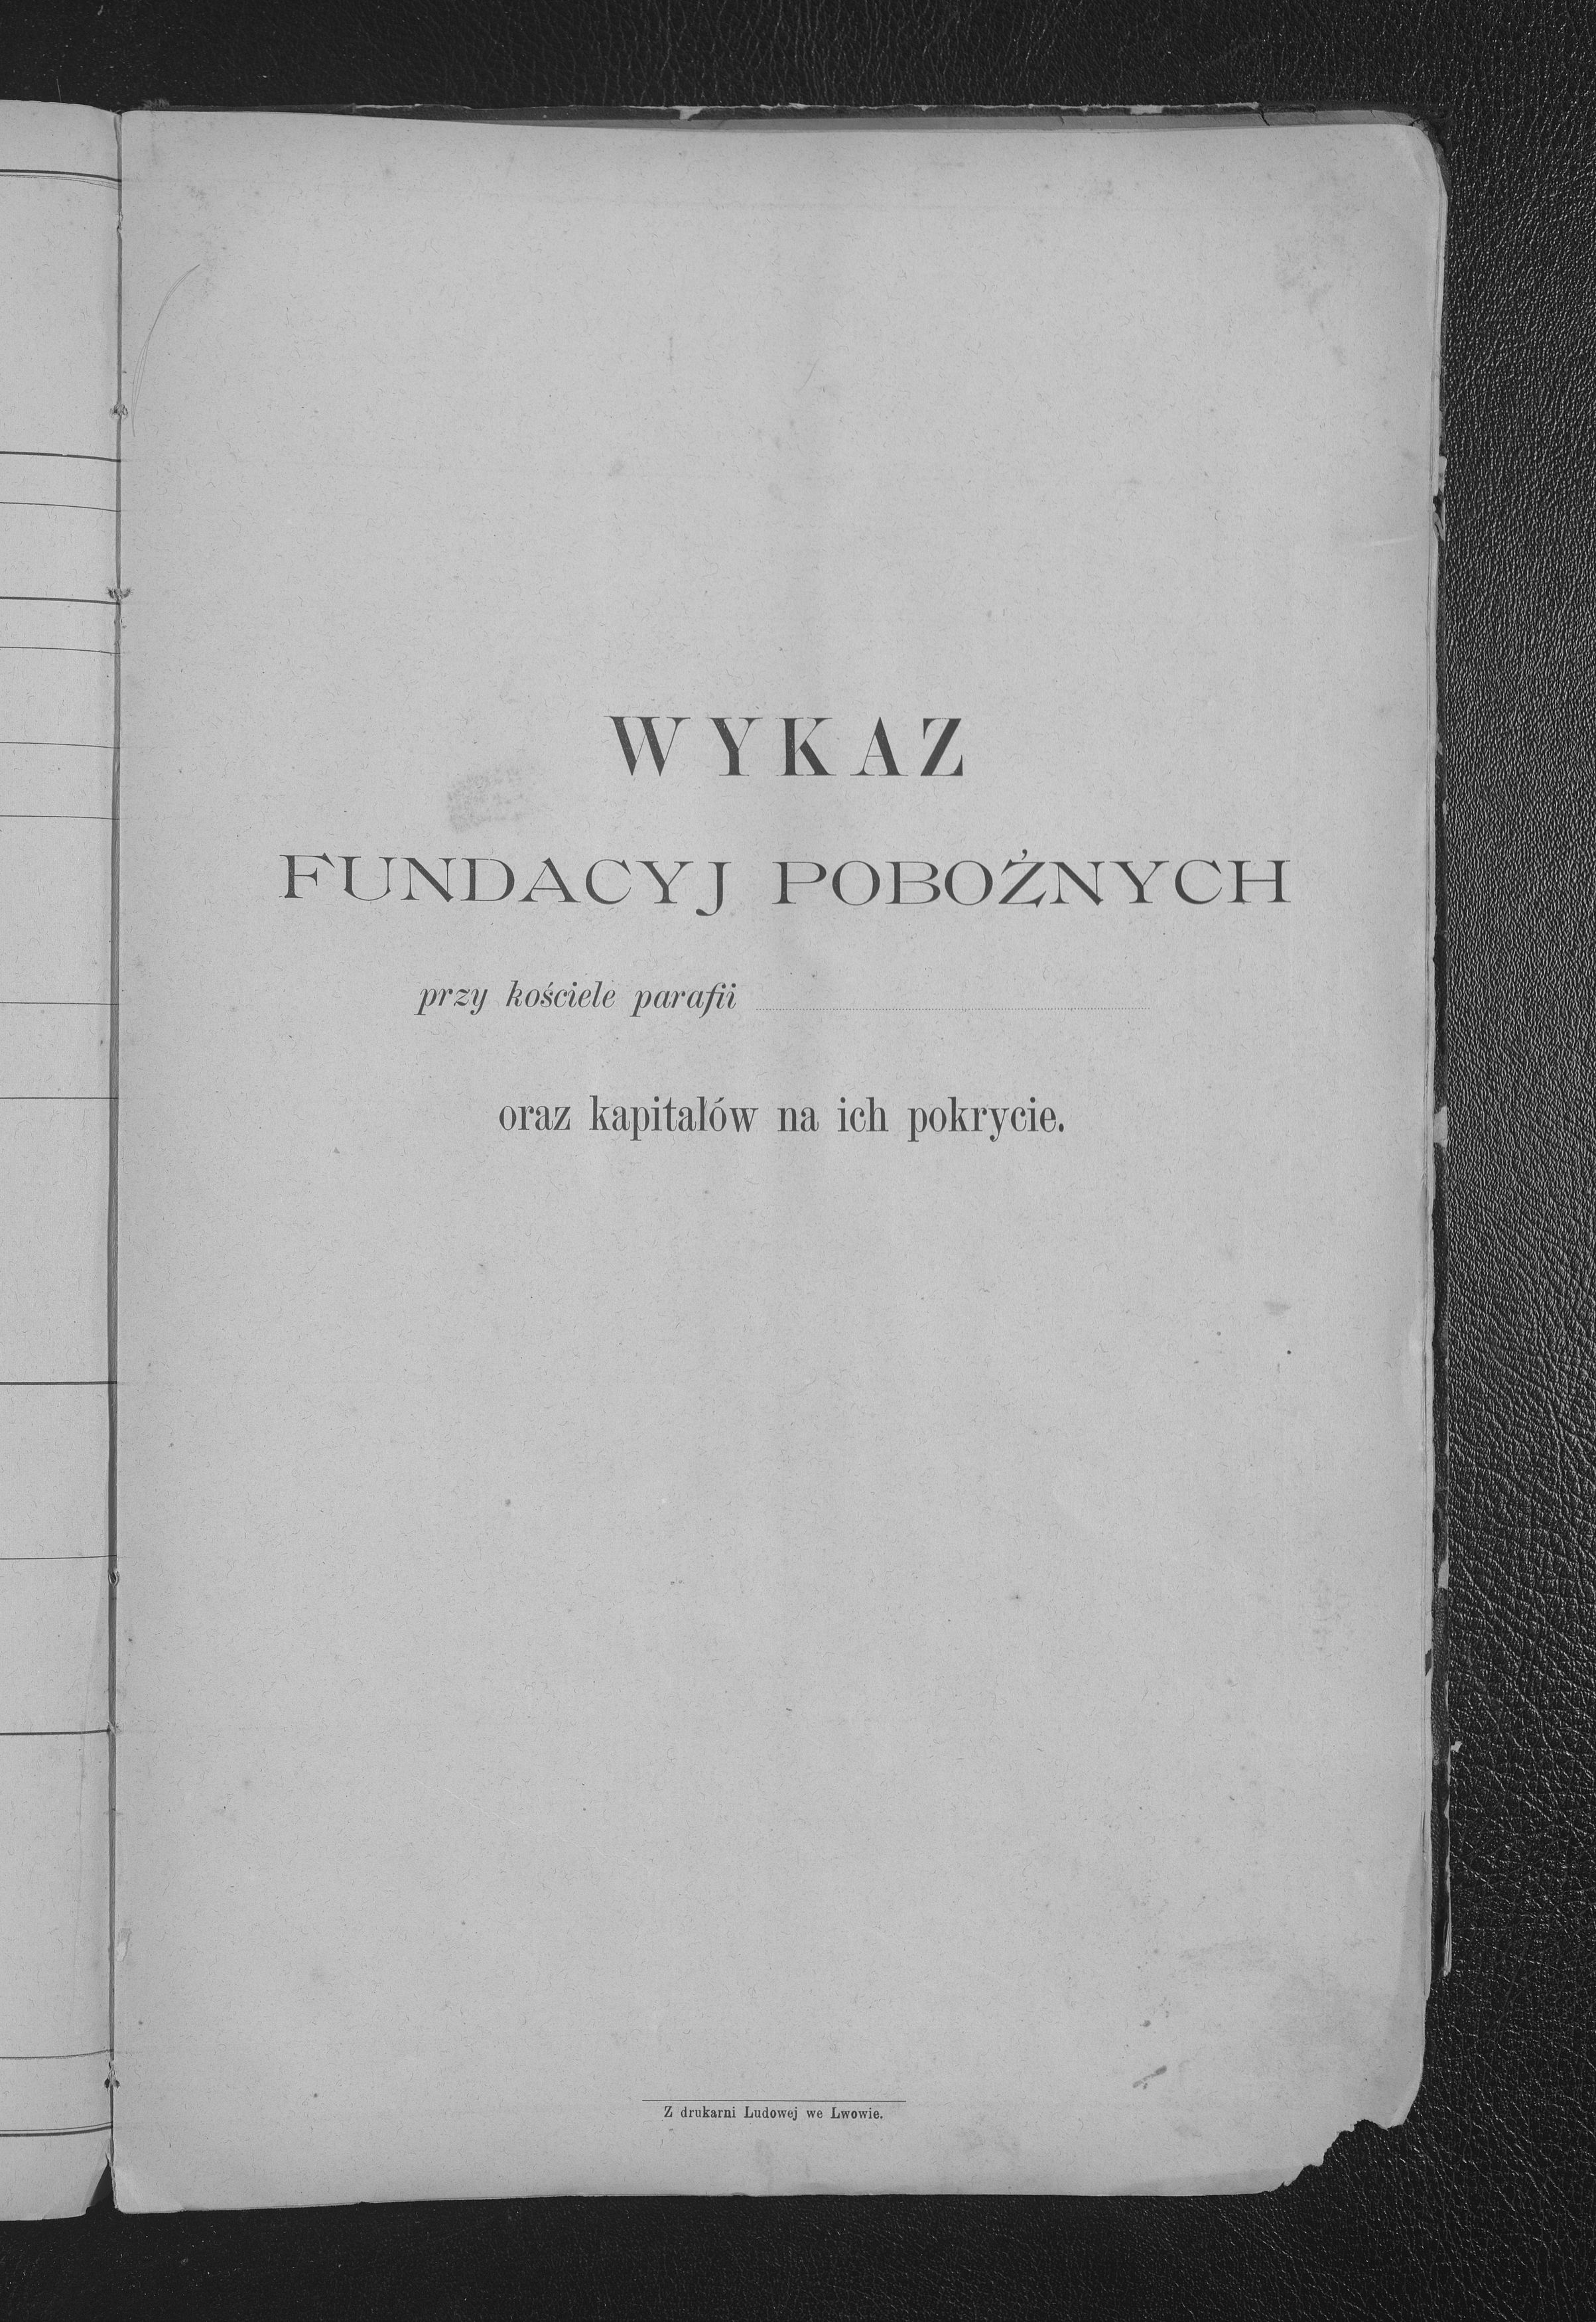 WYKAZ
FUNDACYJ POBOŻNYCH
przy kościele parafii
oraz kapitałów na ich pokrycie.
Z drukarni Ludowej we Lwowie.